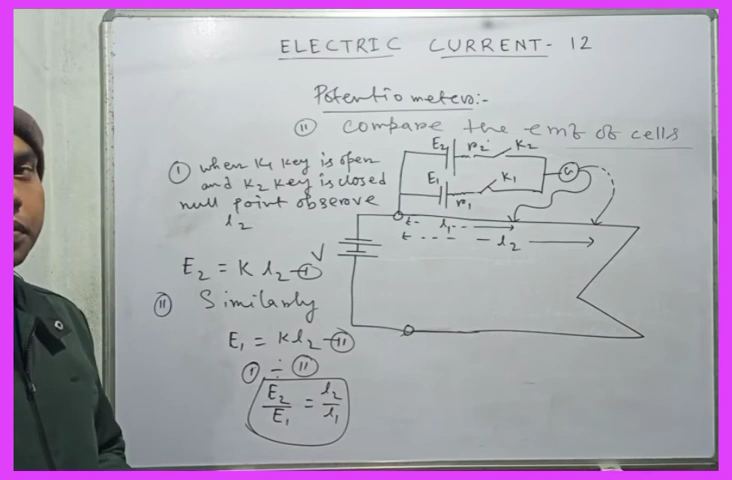 ELECTRIC CURRENT- 12
Potentiometers:-
(II) compare the emf of cells
(I) when K1 key is open
and K2 key is closed
null point observe
l2
E2 = K l2 -(I)
(II) Similarly
E1 = Kl2 -(II)
(I) ÷ (II)
E2/E1 = l2/l1
E2 r2 K2
E1 r1 K1
G
l1
l2